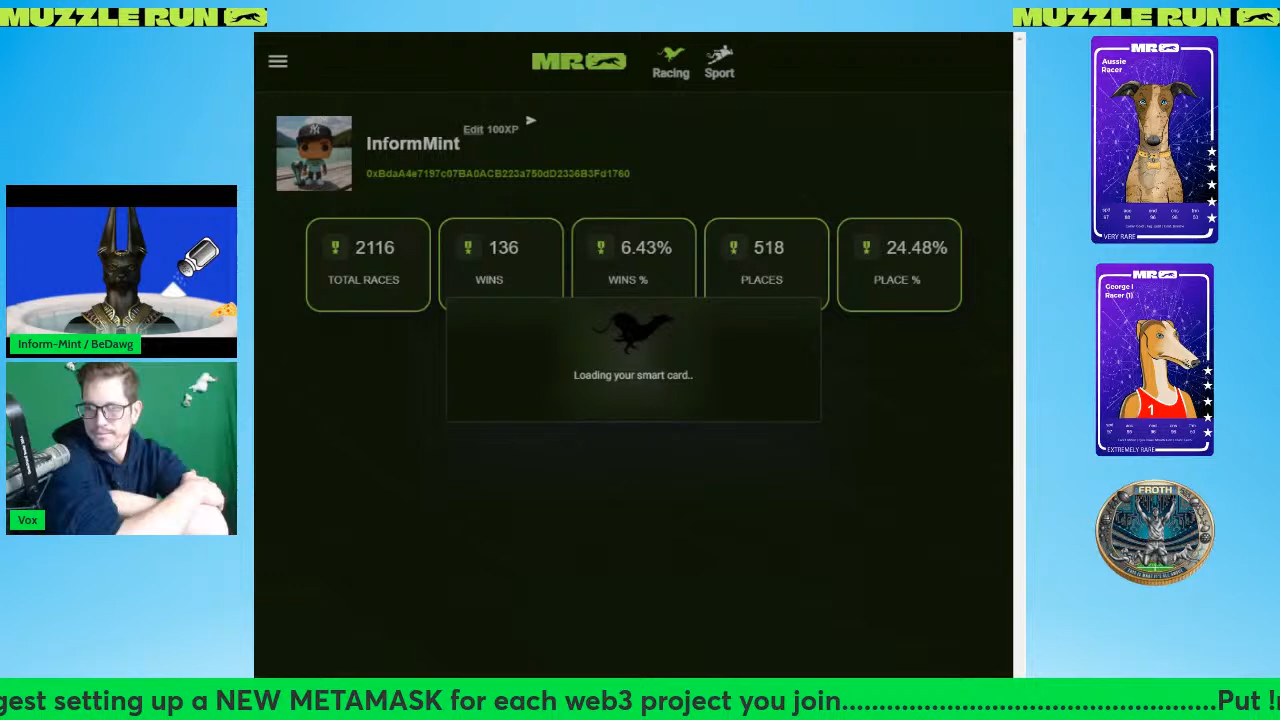 MUZZLE RUN
MUZZLE RUN
MR
Racing
Sport
InformMint
Edit 100XP
0xBdaA4e7197c07BA0ACB223a750dD2336B3Fd1760
2116
TOTAL RACES
136
WINS
6.43%
WINS %
518
PLACES
24.48%
PLACE %
Loading your smart card..
Inform-Mint / BeDawg
Vox
MR
Aussie
Racer
VERY RARE
MR
George I
Racer (1)
1
EXTREMELY RARE
FROTH
gest setting up a NEW METAMASK for each web3 project you join................................................Put !